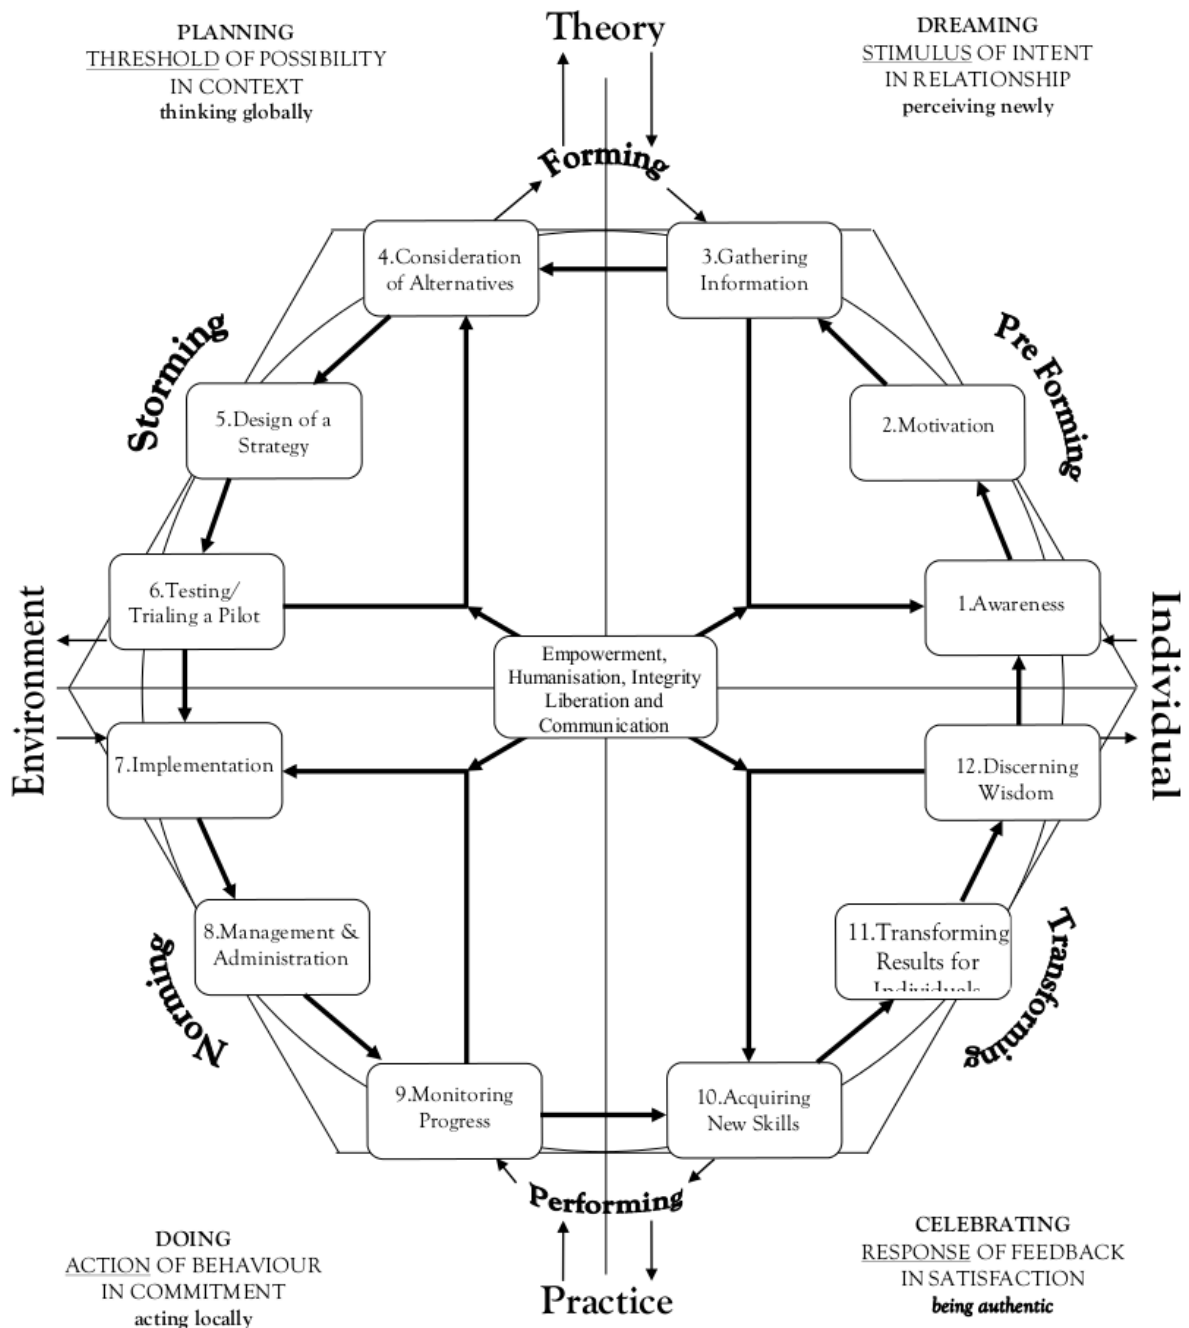 PLANNING
THRESHOLD OF POSSIBILITY
IN CONTEXT
thinking globally
Theory
DREAMING
STIMULUS OF INTENT
IN RELATIONSHIP
perceiving newly
Forming
4.Consideration
of Alternatives
3.Gathering
Information
Storming
Pre Forming
5.Design of a
Strategy
2.Motivation
6.Testing/
Trialing a Pilot
1.Awareness
Environment
Individual
Empowerment,
Humanisation, Integrity
Liberation and
Communication
7.Implementation
12.Discerning
Wisdom
8.Management &
Administration
11.Transforming
Results for
Individuals
Norming
Transforming
9.Monitoring
Progress
10.Acquiring
New Skills
Performing
DOING
ACTION OF BEHAVIOUR
IN COMMITMENT
acting locally
Practice
CELEBRATING
RESPONSE OF FEEDBACK
IN SATISFACTION
being authentic